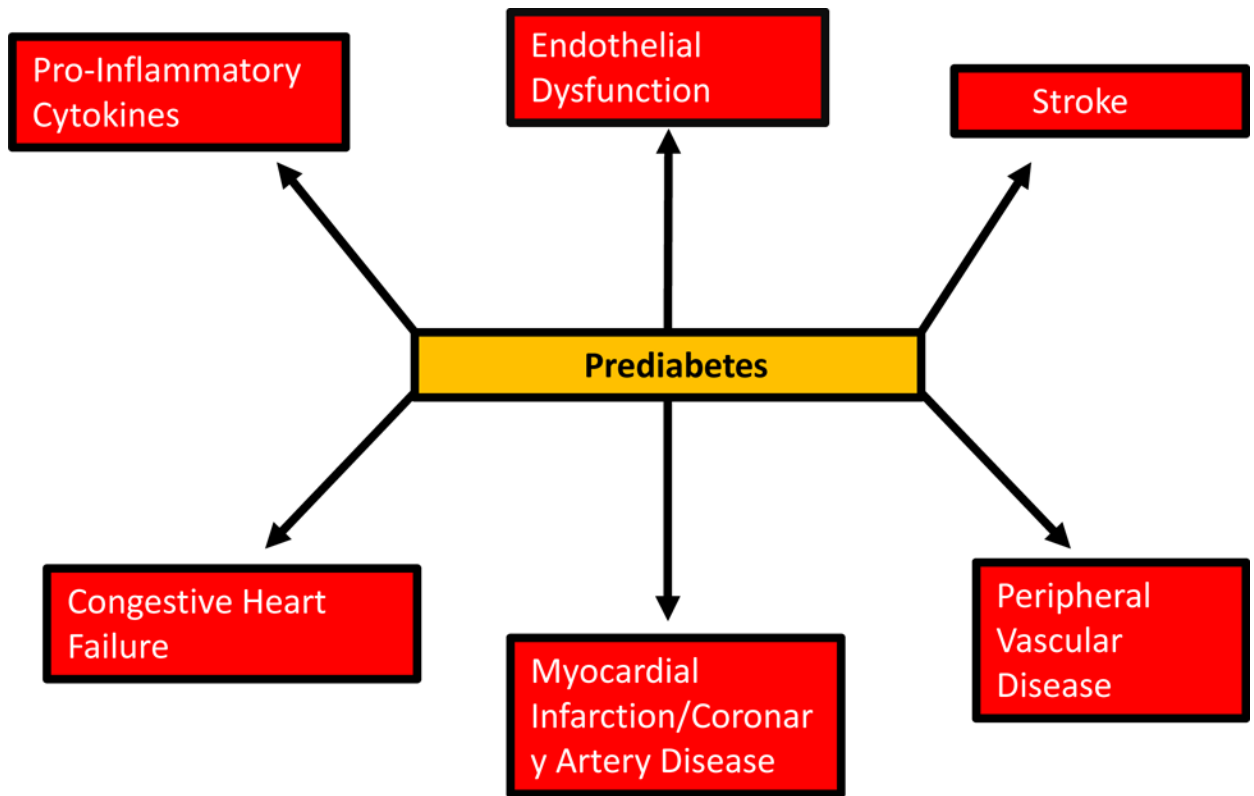 Pro-Inflammatory
Cytokines
Endothelial
Dysfunction
Stroke
Prediabetes
Congestive Heart
Failure
Myocardial
Infarction/Coronar
y Artery Disease
Peripheral
Vascular
Disease